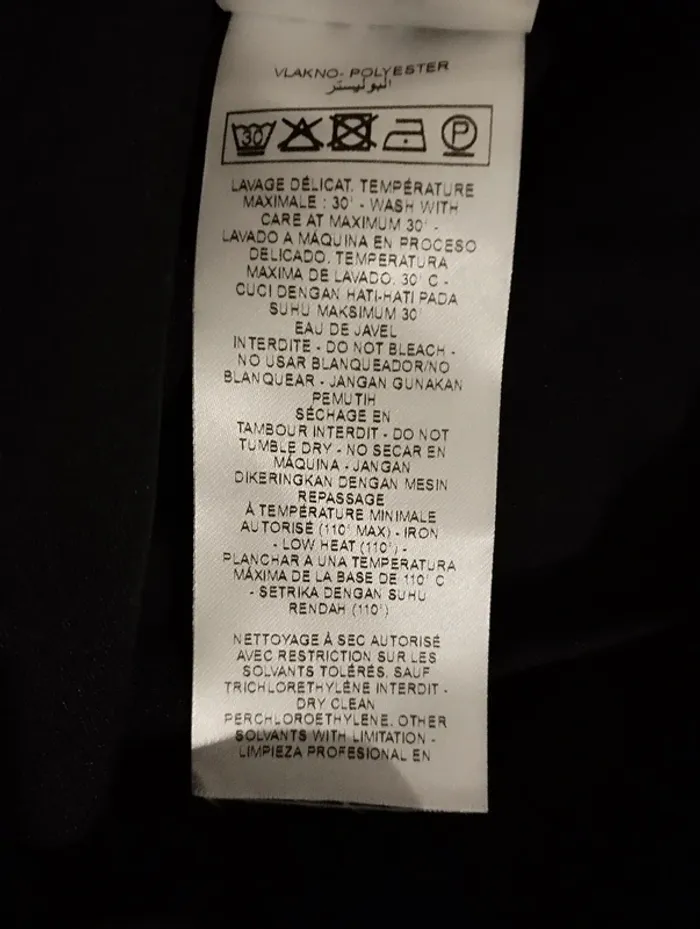 VLAKNO- POLYESTER
البوليستر
30 P
LAVAGE DÉLICAT. TEMPÉRATURE
MAXIMALE : 30° - WASH WITH
CARE AT MAXIMUM 30° -
LAVADO A MÁQUINA EN PROCESO
DELICADO. TEMPERATURA
MÁXIMA DE LAVADO. 30° C -
CUCI DENGAN HATI-HATI PADA
SUHU MAKSIMUM 30°
EAU DE JAVEL
INTERDITE - DO NOT BLEACH -
NO USAR BLANQUEADOR/NO
BLANQUEAR - JANGAN GUNAKAN
PEMUTIH
SÉCHAGE EN
TAMBOUR INTERDIT - DO NOT
TUMBLE DRY - NO SECAR EN
MÁQUINA - JANGAN
DIKERINGKAN DENGAN MESIN
REPASSAGE
À TEMPÉRATURE MINIMALE
AUTORISÉ (110° MAX) - IRON
- LOW HEAT (110°) -
PLANCHAR A UNA TEMPERATURA
MÁXIMA DE LA BASE DE 110° C
- SETRIKA DENGAN SUHU
RENDAH (110°)
NETTOYAGE À SEC AUTORISÉ
AVEC RESTRICTION SUR LES
SOLVANTS TOLÉRÉS. SAUF
TRICHLORETHYLÈNE INTERDIT -
DRY CLEAN
PERCHLOROETHYLENE. OTHER
SOLVANTS WITH LIMITATION -
LIMPIEZA PROFESIONAL EN